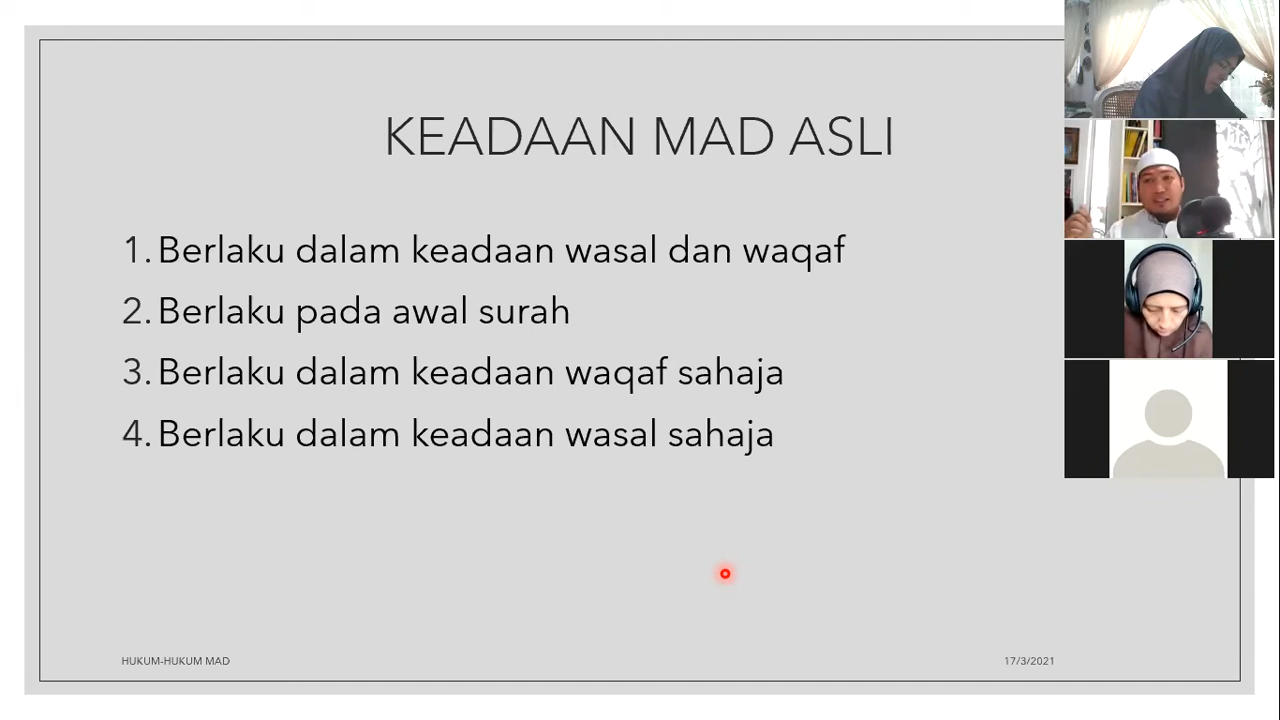 KEADAAN MAD ASLI
1. Berlaku dalam keadaan wasal dan waqaf
2. Berlaku pada awal surah
3. Berlaku dalam keadaan waqaf sahaja
4. Berlaku dalam keadaan wasal sahaja
HUKUM-HUKUM MAD
17/3/2021